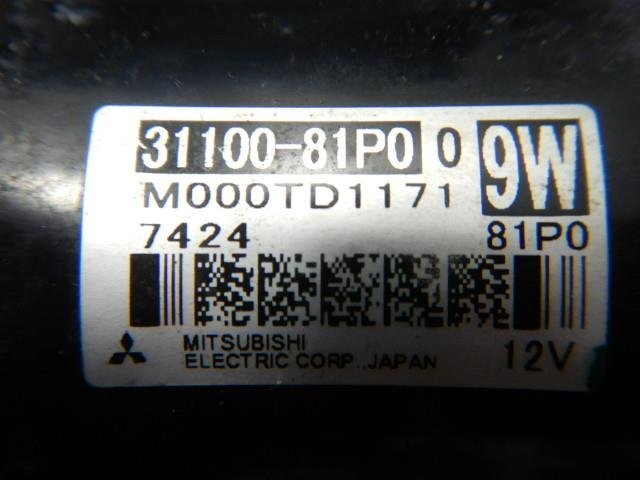 31100-81P0 0 9W
M000TD1171
7424 81P0
MITSUBISHI
ELECTRIC CORP.,JAPAN 12V